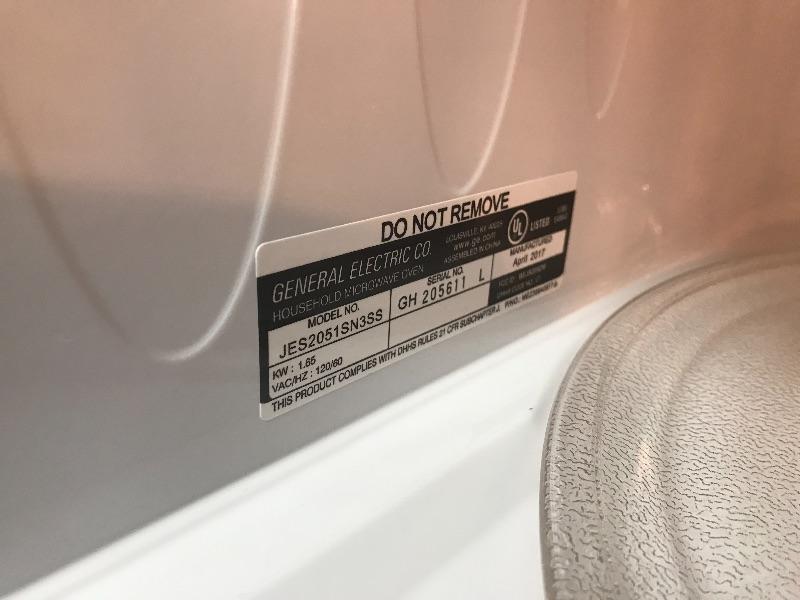 DO NOT REMOVE
GENERAL ELECTRIC CO.
HOUSEHOLD MICROWAVE OVEN
LOUISVILLE, KY 40225
www.ge.com
ASSEMBLED IN CHINA
UL LISTED
MODEL NO.
JES2051SN3SS
SERIAL NO.
GH 205611 L
MANUFACTURED
April 2017
KW : 1.65
VAC/HZ : 120/60
THIS PRODUCT COMPLIES WITH DHHS RULES 21 CFR SUBCHAPTER J.